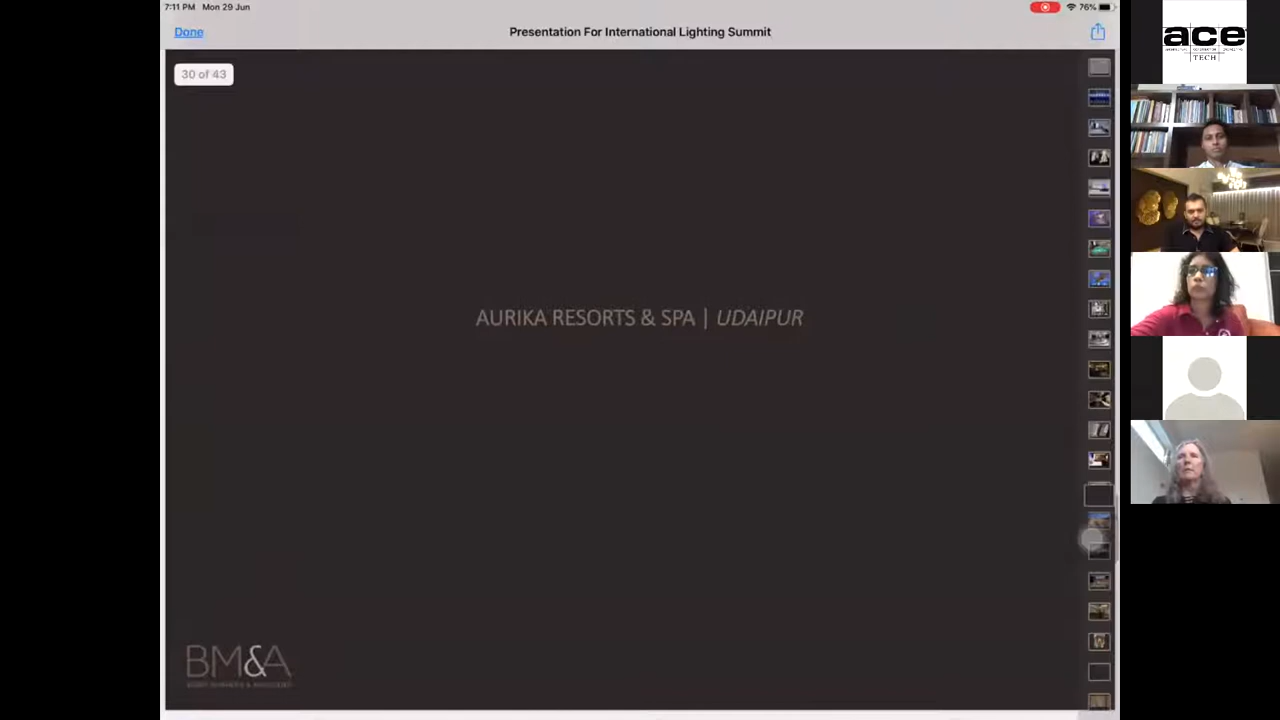 7:11 PM Mon 29 Jun
76%
Done
Presentation For International Lighting Summit
30 of 43
AURIKA RESORTS & SPA | UDAIPUR
BM&A
ace
TECH